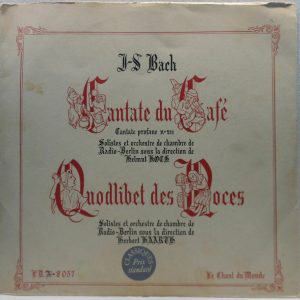 J-S Bach
Cantate du Café
Cantate profane n° 211
Solistes et orchestre de chambre de
Radio-Berlin sous la direction de
Helmut KOCH
Quodlibet des Noces
Solistes et orchestre de chambre de
Radio-Berlin sous la direction de
Herbert HAARTH
CLASSIQUES
Prix
standard
Le Chant du Monde